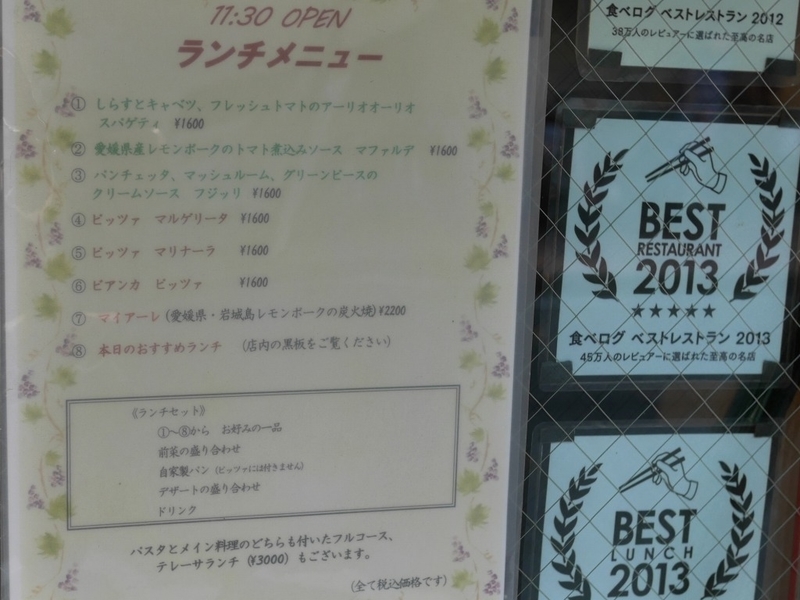 11:30 OPEN
ランチメニュー
① しらすとキャベツ、フレッシュトマトのアーリオオーリオ
スパゲティ ¥1600
② 愛媛県産レモンポークのトマト煮込みソース マファルデ ¥1600
③ パンチェッタ、マッシュルーム、グリーンピースの
クリームソース フジッリ ¥1600
④ ピッツァ マルゲリータ ¥1600
⑤ ピッツァ マリナーラ ¥1600
⑥ ビアンカ ピッツァ ¥1600
⑦ マイアーレ (愛媛県・岩城島レモンポークの炭火焼) ¥2200
⑧ 本日のおすすめランチ (店内の黒板をご覧ください)
《ランチセット》
①～⑧から お好みの一品
前菜の盛り合わせ
自家製パン (ピッツァには付きません)
デザートの盛り合わせ
ドリンク
パスタとメイン料理のどちらも付いたフルコース、
テレーサランチ (¥3000) もございます。
(全て税込価格です)
食べログ ベストレストラン 2012
38万人のレビュアーに選ばれた至高の名店
BEST
RESTAURANT
2013
★★★★★
食べログ ベストレストラン 2013
45万人のレビュアーに選ばれた至高の名店
BEST
LUNCH
2013